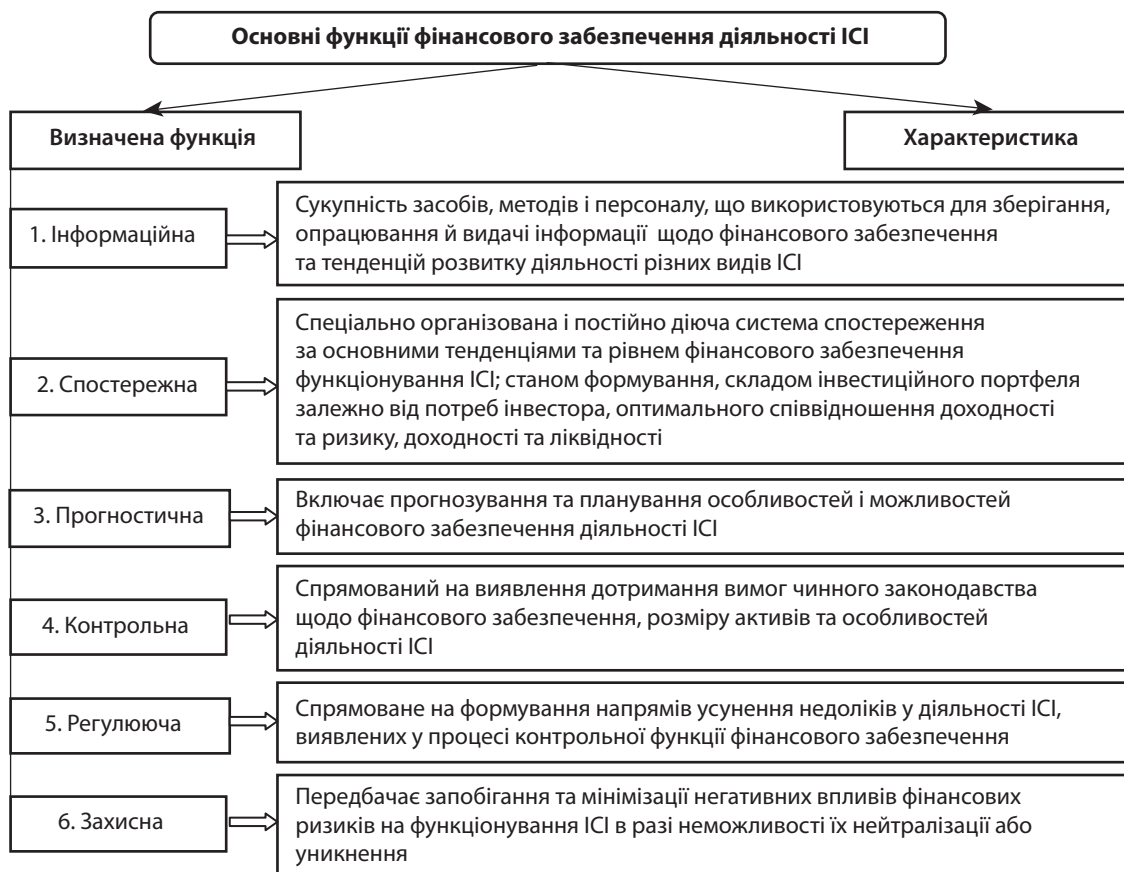 Основні функції фінансового забезпечення діяльності ІСІ
Визначена функція
Характеристика
1. Інформаційна
Сукупність засобів, методів і персоналу, що використовуються для зберігання,
опрацювання й видачі інформації щодо фінансового забезпечення
та тенденцій розвитку діяльності різних видів ІСІ
2. Спостережна
Спеціально організована і постійно діюча система спостереження
за основними тенденціями та рівнем фінансового забезпечення
функціонування ІСІ; станом формування, складом інвестиційного портфеля
залежно від потреб інвестора, оптимального співвідношення доходності
та ризику, доходності та ліквідності
3. Прогностична
Включає прогнозування та планування особливостей і можливостей
фінансового забезпечення діяльності ІСІ
4. Контрольна
Спрямований на виявлення дотримання вимог чинного законодавства
щодо фінансового забезпечення, розміру активів та особливостей
діяльності ІСІ
5. Регулююча
Спрямоване на формування напрямів усунення недоліків у діяльності ІСІ,
виявлених у процесі контрольної функції фінансового забезпечення
6. Захисна
Передбачає запобігання та мінімізації негативних впливів фінансових
ризиків на функціонування ІСІ в разі неможливості їх нейтралізації або
уникнення